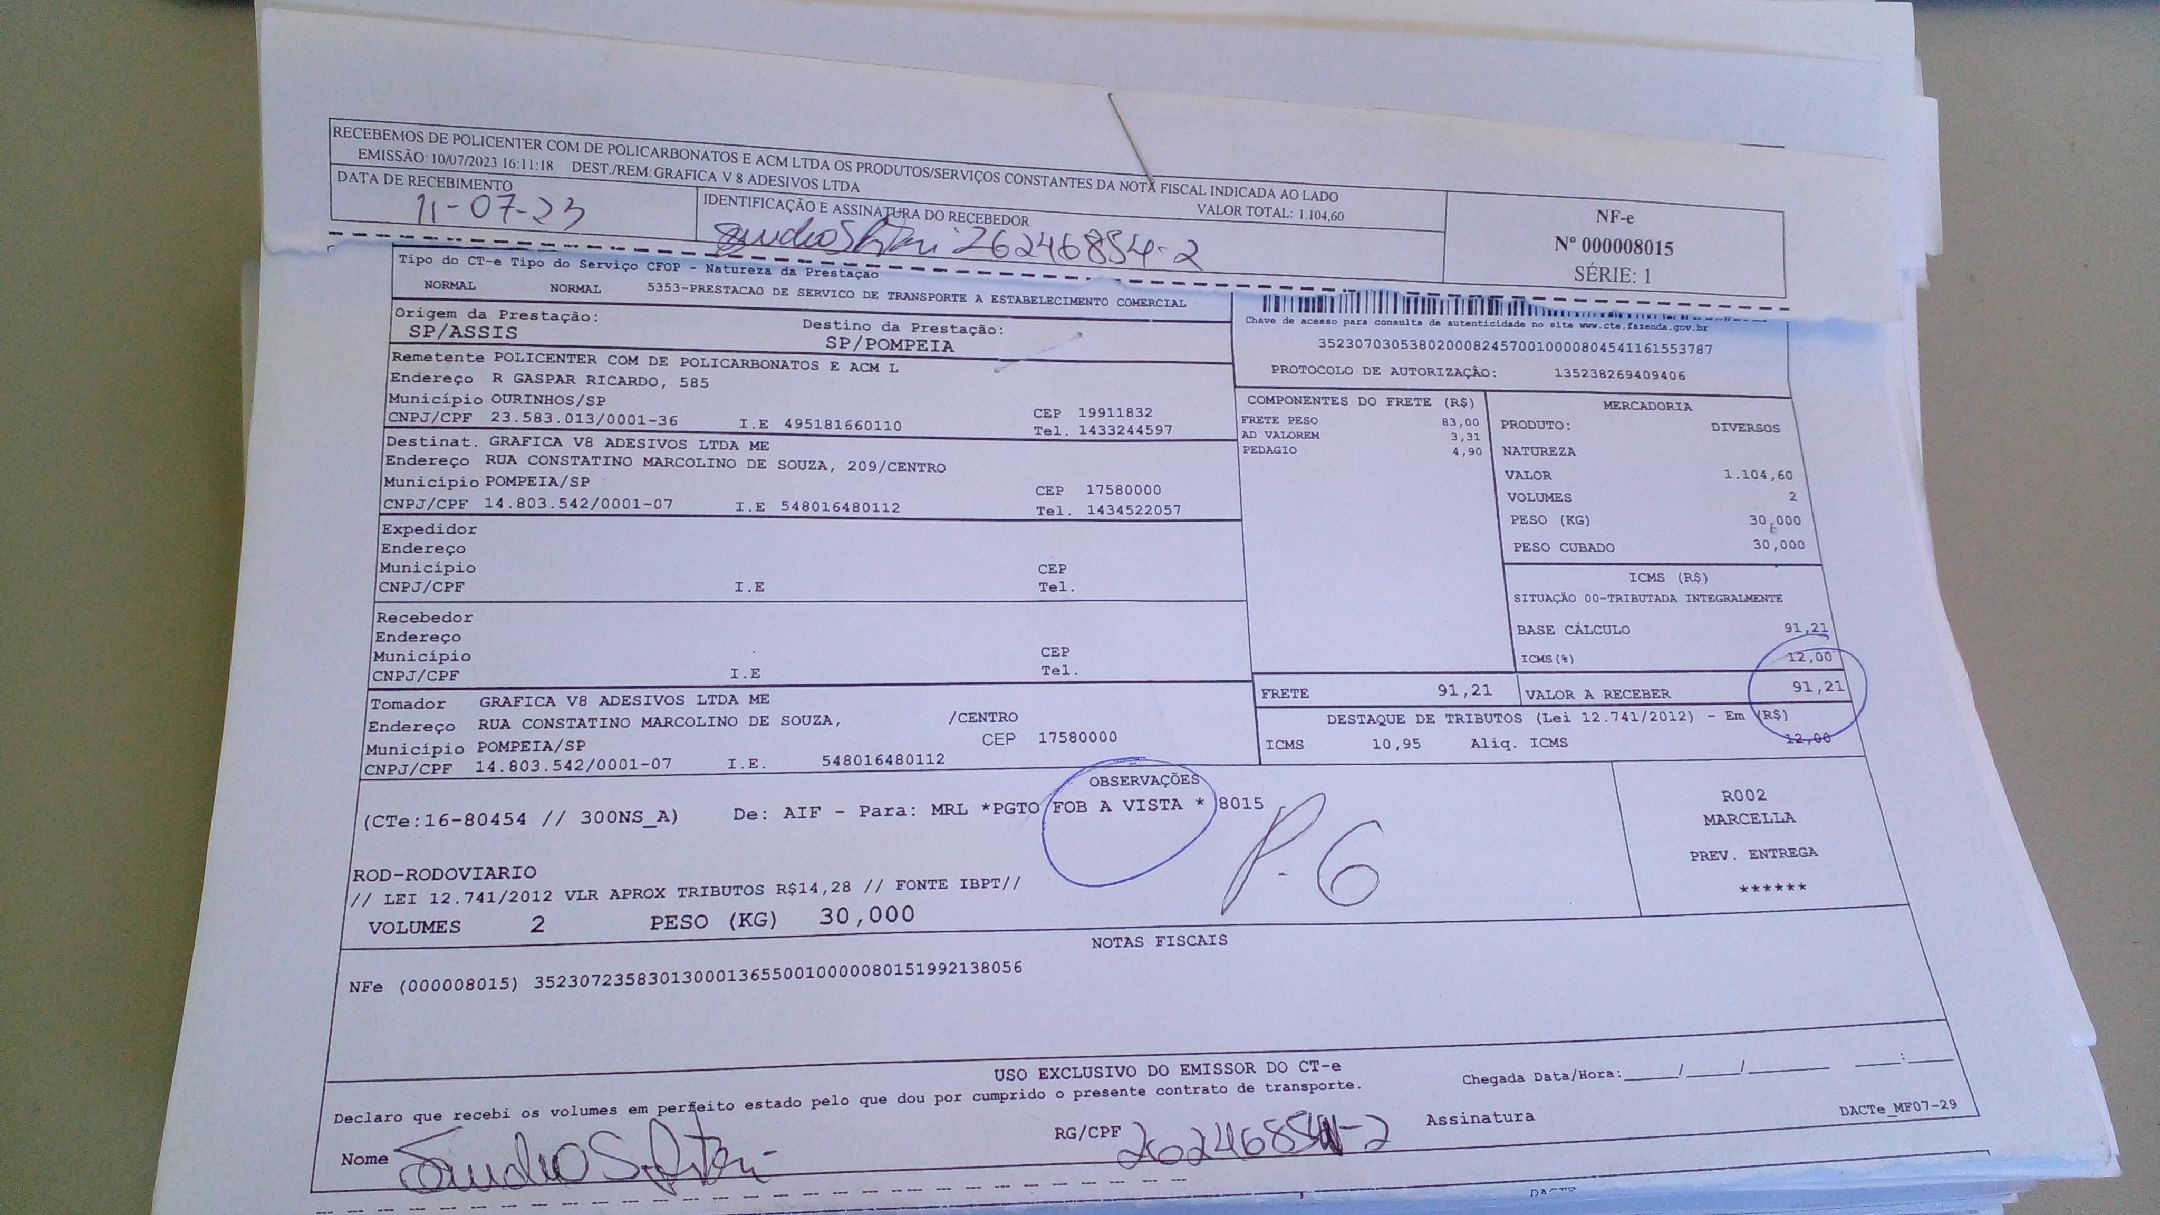 RECEBEMOS DE POLICENTER COM DE POLICARBONATOS E ACM LTDA OS PRODUTOS/SERVIÇOS CONSTANTES DA NOTA FISCAL INDICADA AO LADO
EMISSÃO: 10/07/2023 16:11:18 DEST./REM: GRAFICA V 8 ADESIVOS LTDA VALOR TOTAL: 1.104,60
DATA DE RECEBIMENTO
11-07-23
IDENTIFICAÇÃO E ASSINATURA DO RECEBEDOR
26246854-2
NF-e
Nº 000008015
SÉRIE: 1
Tipo do CT-e Tipo do Serviço CFOP - Natureza da Prestação
NORMAL NORMAL 5353-PRESTACAO DE SERVICO DE TRANSPORTE A ESTABELECIMENTO COMERCIAL
Origem da Prestação: Destino da Prestação:
SP/ASSIS SP/POMPEIA
Chave de acesso para consulta de autenticidade no site www.cte.fazenda.gov.br
35230703053802000824570010000804541161553787
PROTOCOLO DE AUTORIZAÇÃO: 135238269409406
Remetente POLICENTER COM DE POLICARBONATOS E ACM L
Endereço R GASPAR RICARDO, 585
Município OURINHOS/SP CEP 19911832
CNPJ/CPF 23.583.013/0001-36 I.E 495181660110 Tel. 1433244597
Destinat. GRAFICA V8 ADESIVOS LTDA ME
Endereço RUA CONSTATINO MARCOLINO DE SOUZA, 209/CENTRO
Município POMPEIA/SP CEP 17580000
CNPJ/CPF 14.803.542/0001-07 I.E 548016480112 Tel. 1434522057
Expedidor
Endereço
Município CEP
CNPJ/CPF I.E Tel.
Recebedor
Endereço
Município CEP
CNPJ/CPF I.E Tel.
Tomador GRAFICA V8 ADESIVOS LTDA ME
Endereço RUA CONSTATINO MARCOLINO DE SOUZA, /CENTRO
Município POMPEIA/SP CEP 17580000
CNPJ/CPF 14.803.542/0001-07 I.E. 548016480112
COMPONENTES DO FRETE (R$)
FRETE PESO 83,00
AD VALOREM 3,31
PEDAGIO 4,90
MERCADORIA
PRODUTO: DIVERSOS
NATUREZA
VALOR 1.104,60
VOLUMES 2
PESO (KG) 30,000
PESO CUBADO 30,000
ICMS (R$)
SITUAÇÃO 00-TRIBUTADA INTEGRALMENTE
BASE CÁLCULO 91,21
ICMS(%) 12,00
FRETE 91,21 VALOR A RECEBER 91,21
DESTAQUE DE TRIBUTOS (Lei 12.741/2012) - Em (R$)
ICMS 10,95 Aliq. ICMS 12,00
OBSERVAÇÕES
(CTe:16-80454 // 300NS_A) De: AIF - Para: MRL *PGTO FOB A VISTA * 8015
P.6
ROD-RODOVIARIO
// LEI 12.741/2012 VLR APROX TRIBUTOS R$14,28 // FONTE IBPT//
VOLUMES 2 PESO (KG) 30,000
R002
MARCELLA
PREV. ENTREGA
******
NOTAS FISCAIS
NFe (000008015) 35230723583013000136550010000080151992138056
USO EXCLUSIVO DO EMISSOR DO CT-e
Declaro que recebi os volumes em perfeito estado pelo que dou por cumprido o presente contrato de transporte.
Chegada Data/Hora:_____/_____/_______ ____:____
Nome RG/CPF 26246854-2 Assinatura
DACTe_MF07-29
DACTE